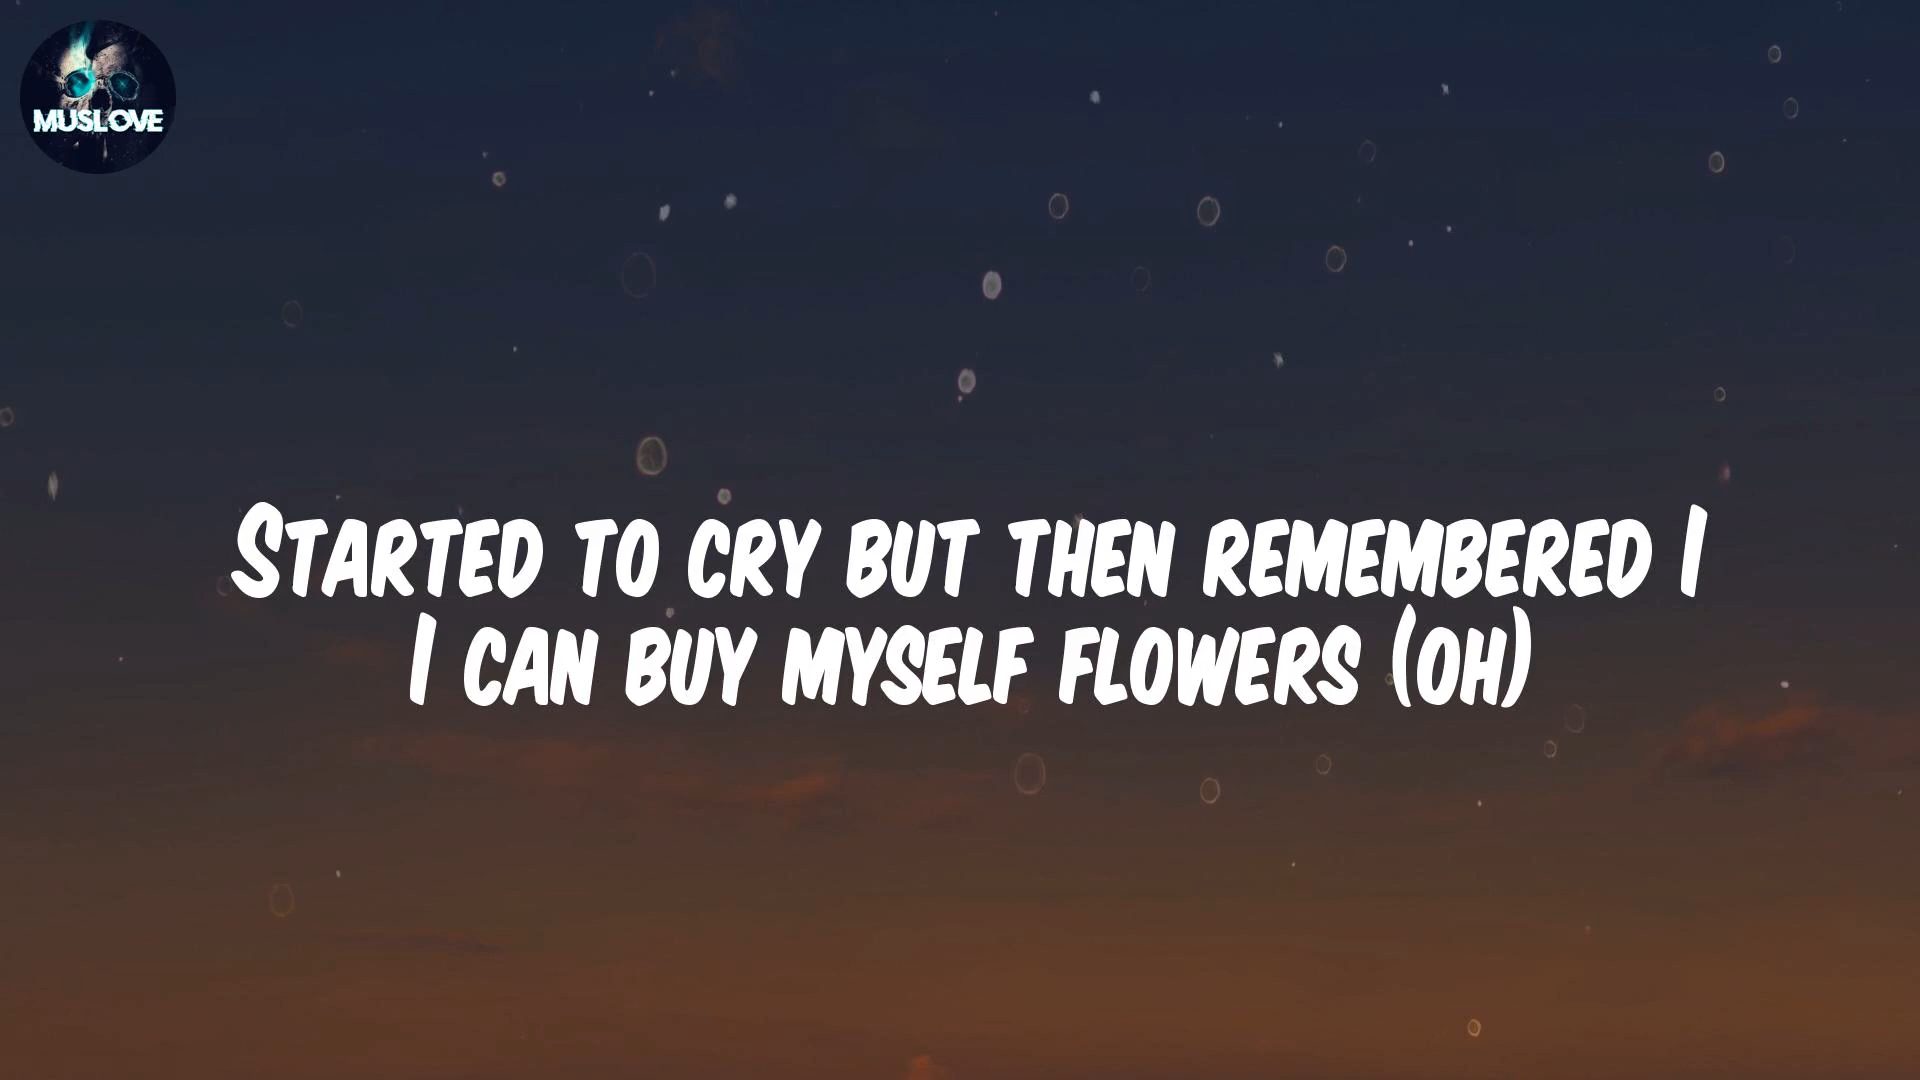 MUSLOVE
Started to cry but then remembered I
I can buy myself flowers (oh)